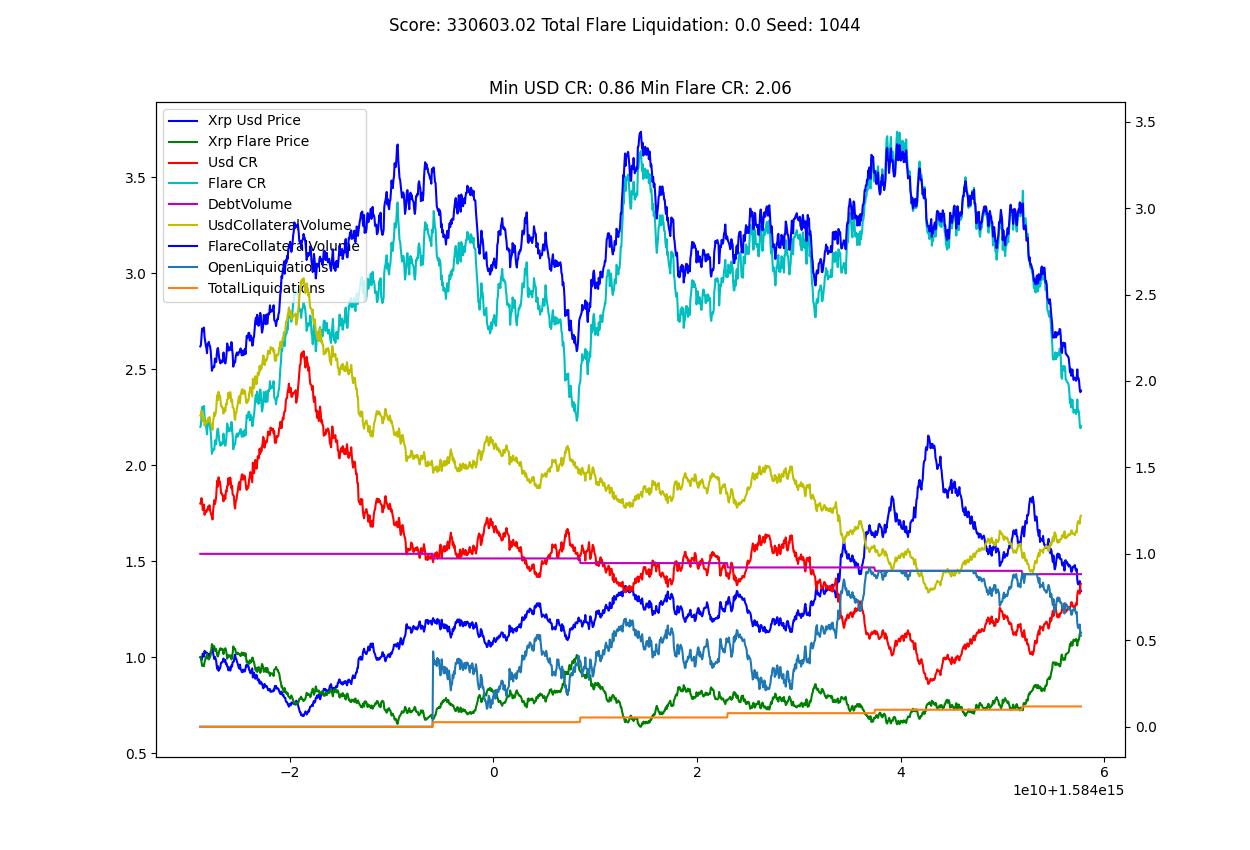 Score: 330603.02 Total Flare Liquidation: 0.0 Seed: 1044
Min USD CR: 0.86 Min Flare CR: 2.06
Xrp Usd Price
Xrp Flare Price
Usd CR
Flare CR
DebtVolume
UsdCollateralVolume
FlareCollateralVolume
OpenLiquidations
TotalLiquidations
3.5
3.0
2.5
2.0
1.5
1.0
0.5
3.5
3.0
2.5
2.0
1.5
1.0
0.5
0.0
−2 0 2 4 6
1e10+1.584e15